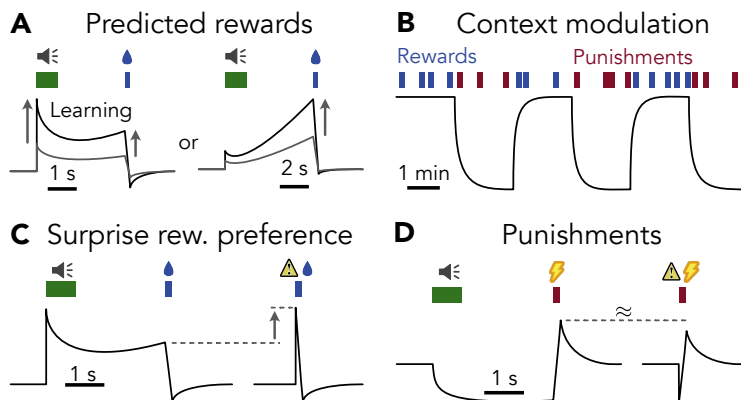 A Predicted rewards
Learning
or
1 s
2 s
B Context modulation
Rewards Punishments
1 min
C Surprise rew. preference
1 s
D Punishments
≈
1 s